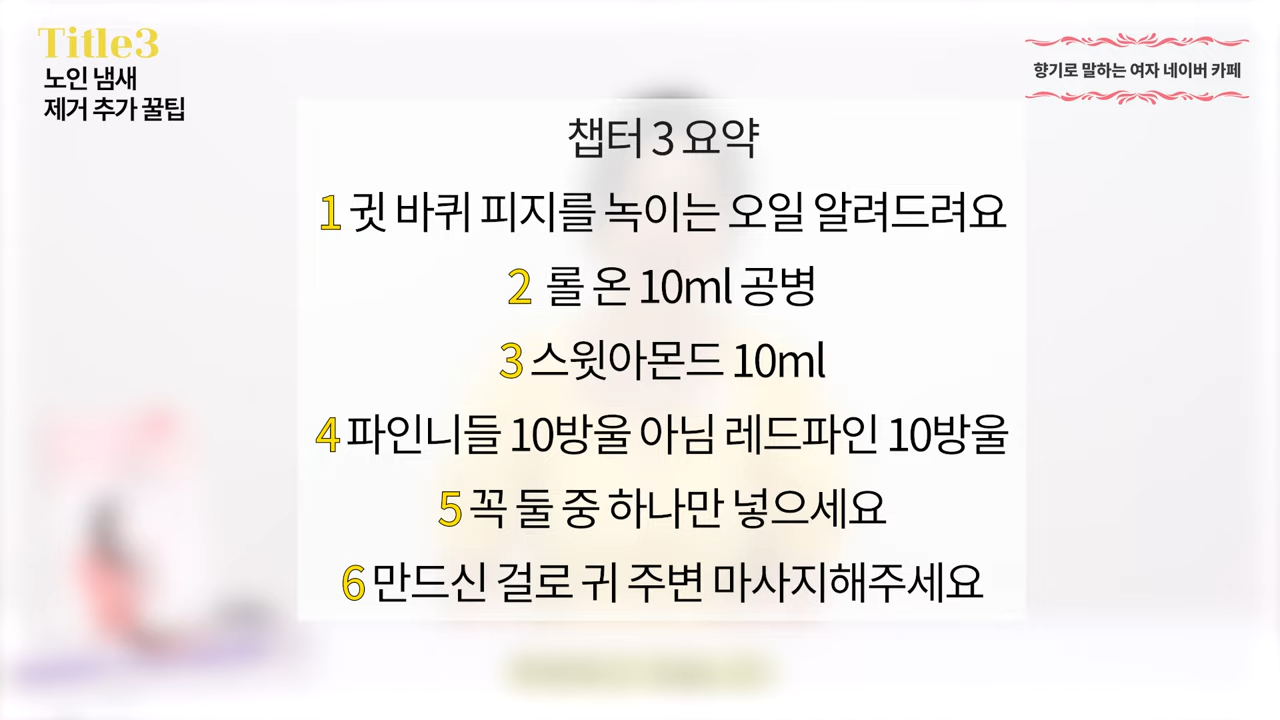 Title3
노인 냄새
제거 추가 꿀팁
향기로 말하는 여자 네이버 카페
챕터 3 요약
1 귓 바퀴 피지를 녹이는 오일 알려드려요
2 롤 온 10ml 공병
3 스윗아몬드 10ml
4 파인니들 10방울 아님 레드파인 10방울
5 꼭 둘 중 하나만 넣으세요
6 만드신 걸로 귀 주변 마사지해주세요